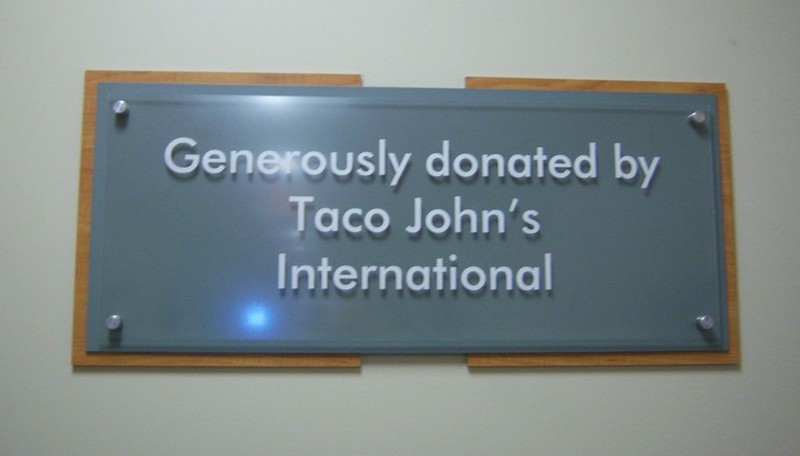 Generously donated by
Taco John's
International